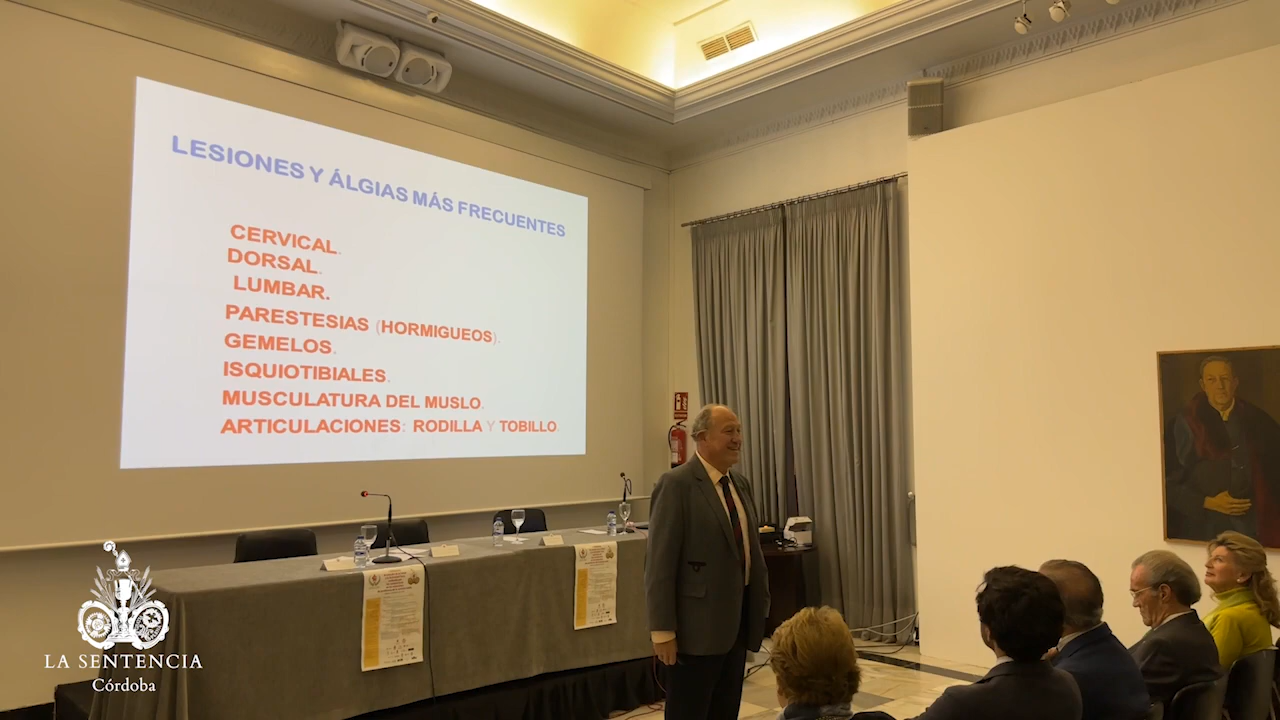 LESIONES Y ÁLGIAS MÁS FRECUENTES
CERVICAL.
DORSAL.
LUMBAR.
PARESTESIAS (HORMIGUEOS).
GEMELOS.
ISQUIOTIBIALES.
MUSCULATURA DEL MUSLO.
ARTICULACIONES: RODILLA Y TOBILLO.
LA SENTENCIA
Córdoba